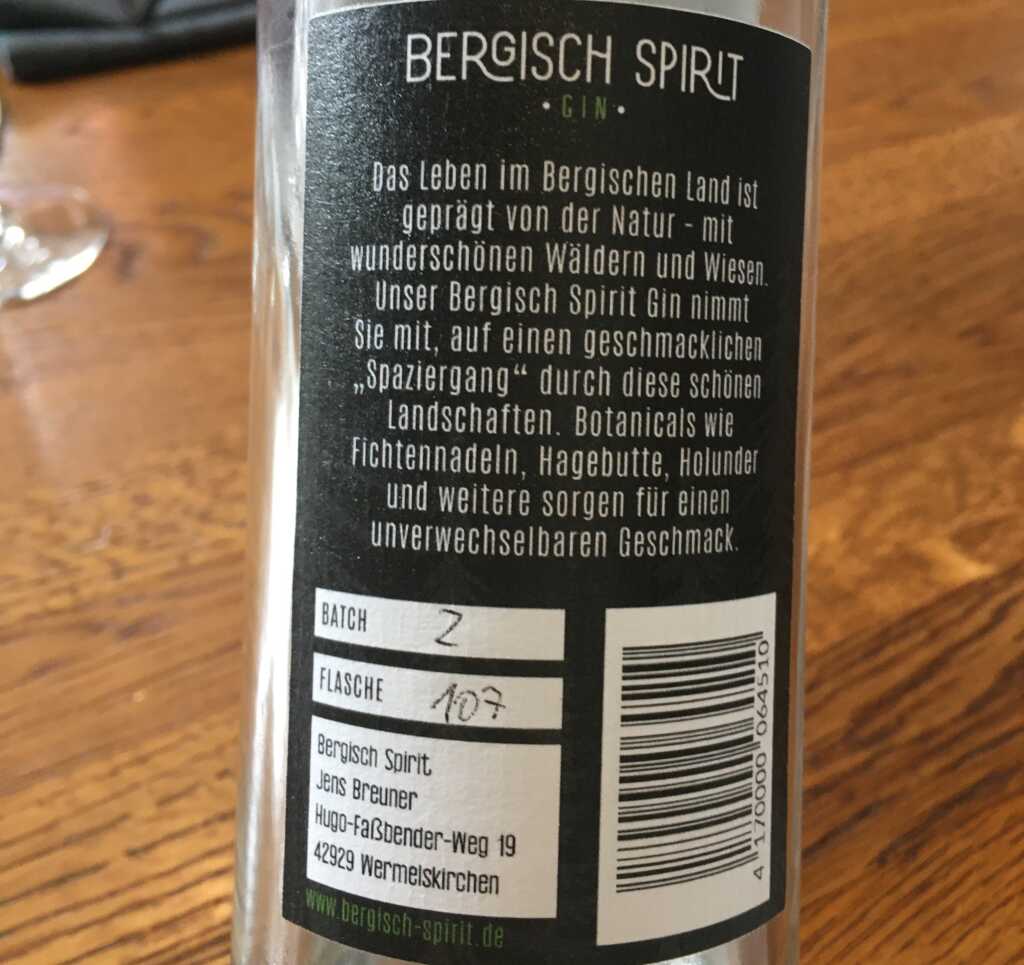 BERGISCH SPIRIT
• GIN •
Das Leben im Bergischen Land ist
geprägt von der Natur - mit
wunderschönen Wäldern und Wiesen.
Unser Bergisch Spirit Gin nimmt
Sie mit, auf einen geschmacklichen
„Spaziergang“ durch diese schönen
Landschaften. Botanicals wie
Fichtennadeln, Hagebutte, Holunder
und weitere sorgen für einen
unverwechselbaren Geschmack.
BATCH 2
FLASCHE 107
Bergisch Spirit
Jens Breuner
Hugo-Faßbender-Weg 19
42929 Wermelskirchen
www.bergisch-spirit.de
4 170000 064510